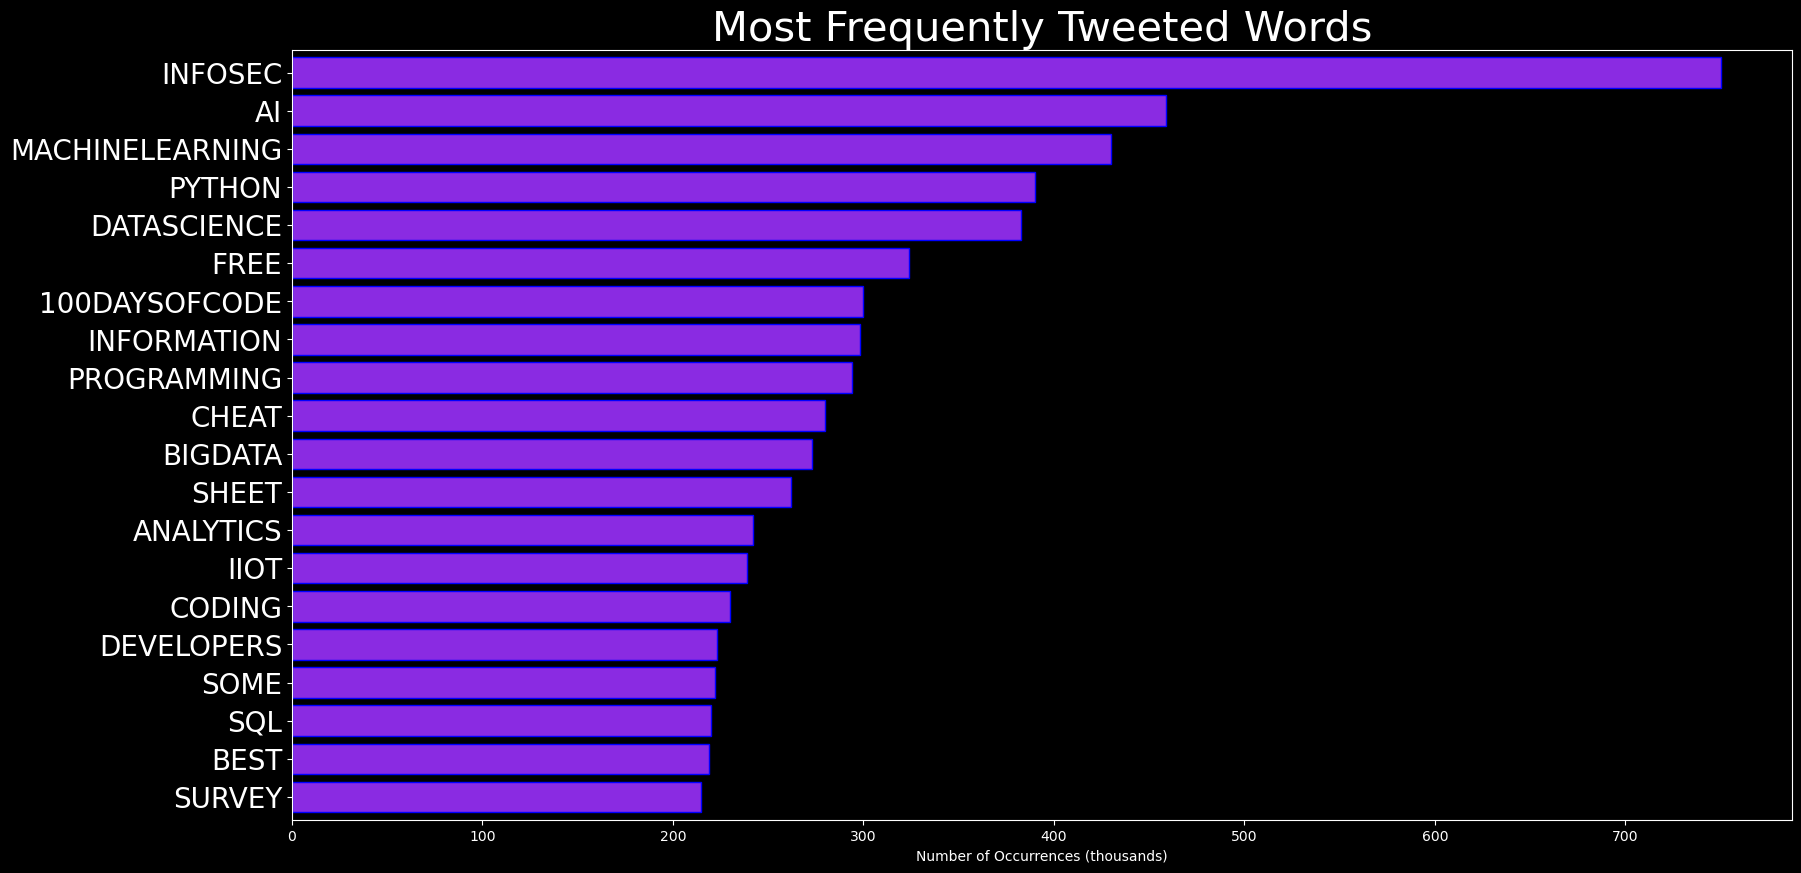 Most Frequently Tweeted Words
INFOSEC
AI
MACHINELEARNING
PYTHON
DATASCIENCE
FREE
100DAYSOFCODE
INFORMATION
PROGRAMMING
CHEAT
BIGDATA
SHEET
ANALYTICS
IIOT
CODING
DEVELOPERS
SOME
SQL
BEST
SURVEY
0 100 200 300 400 500 600 700
Number of Occurrences (thousands)